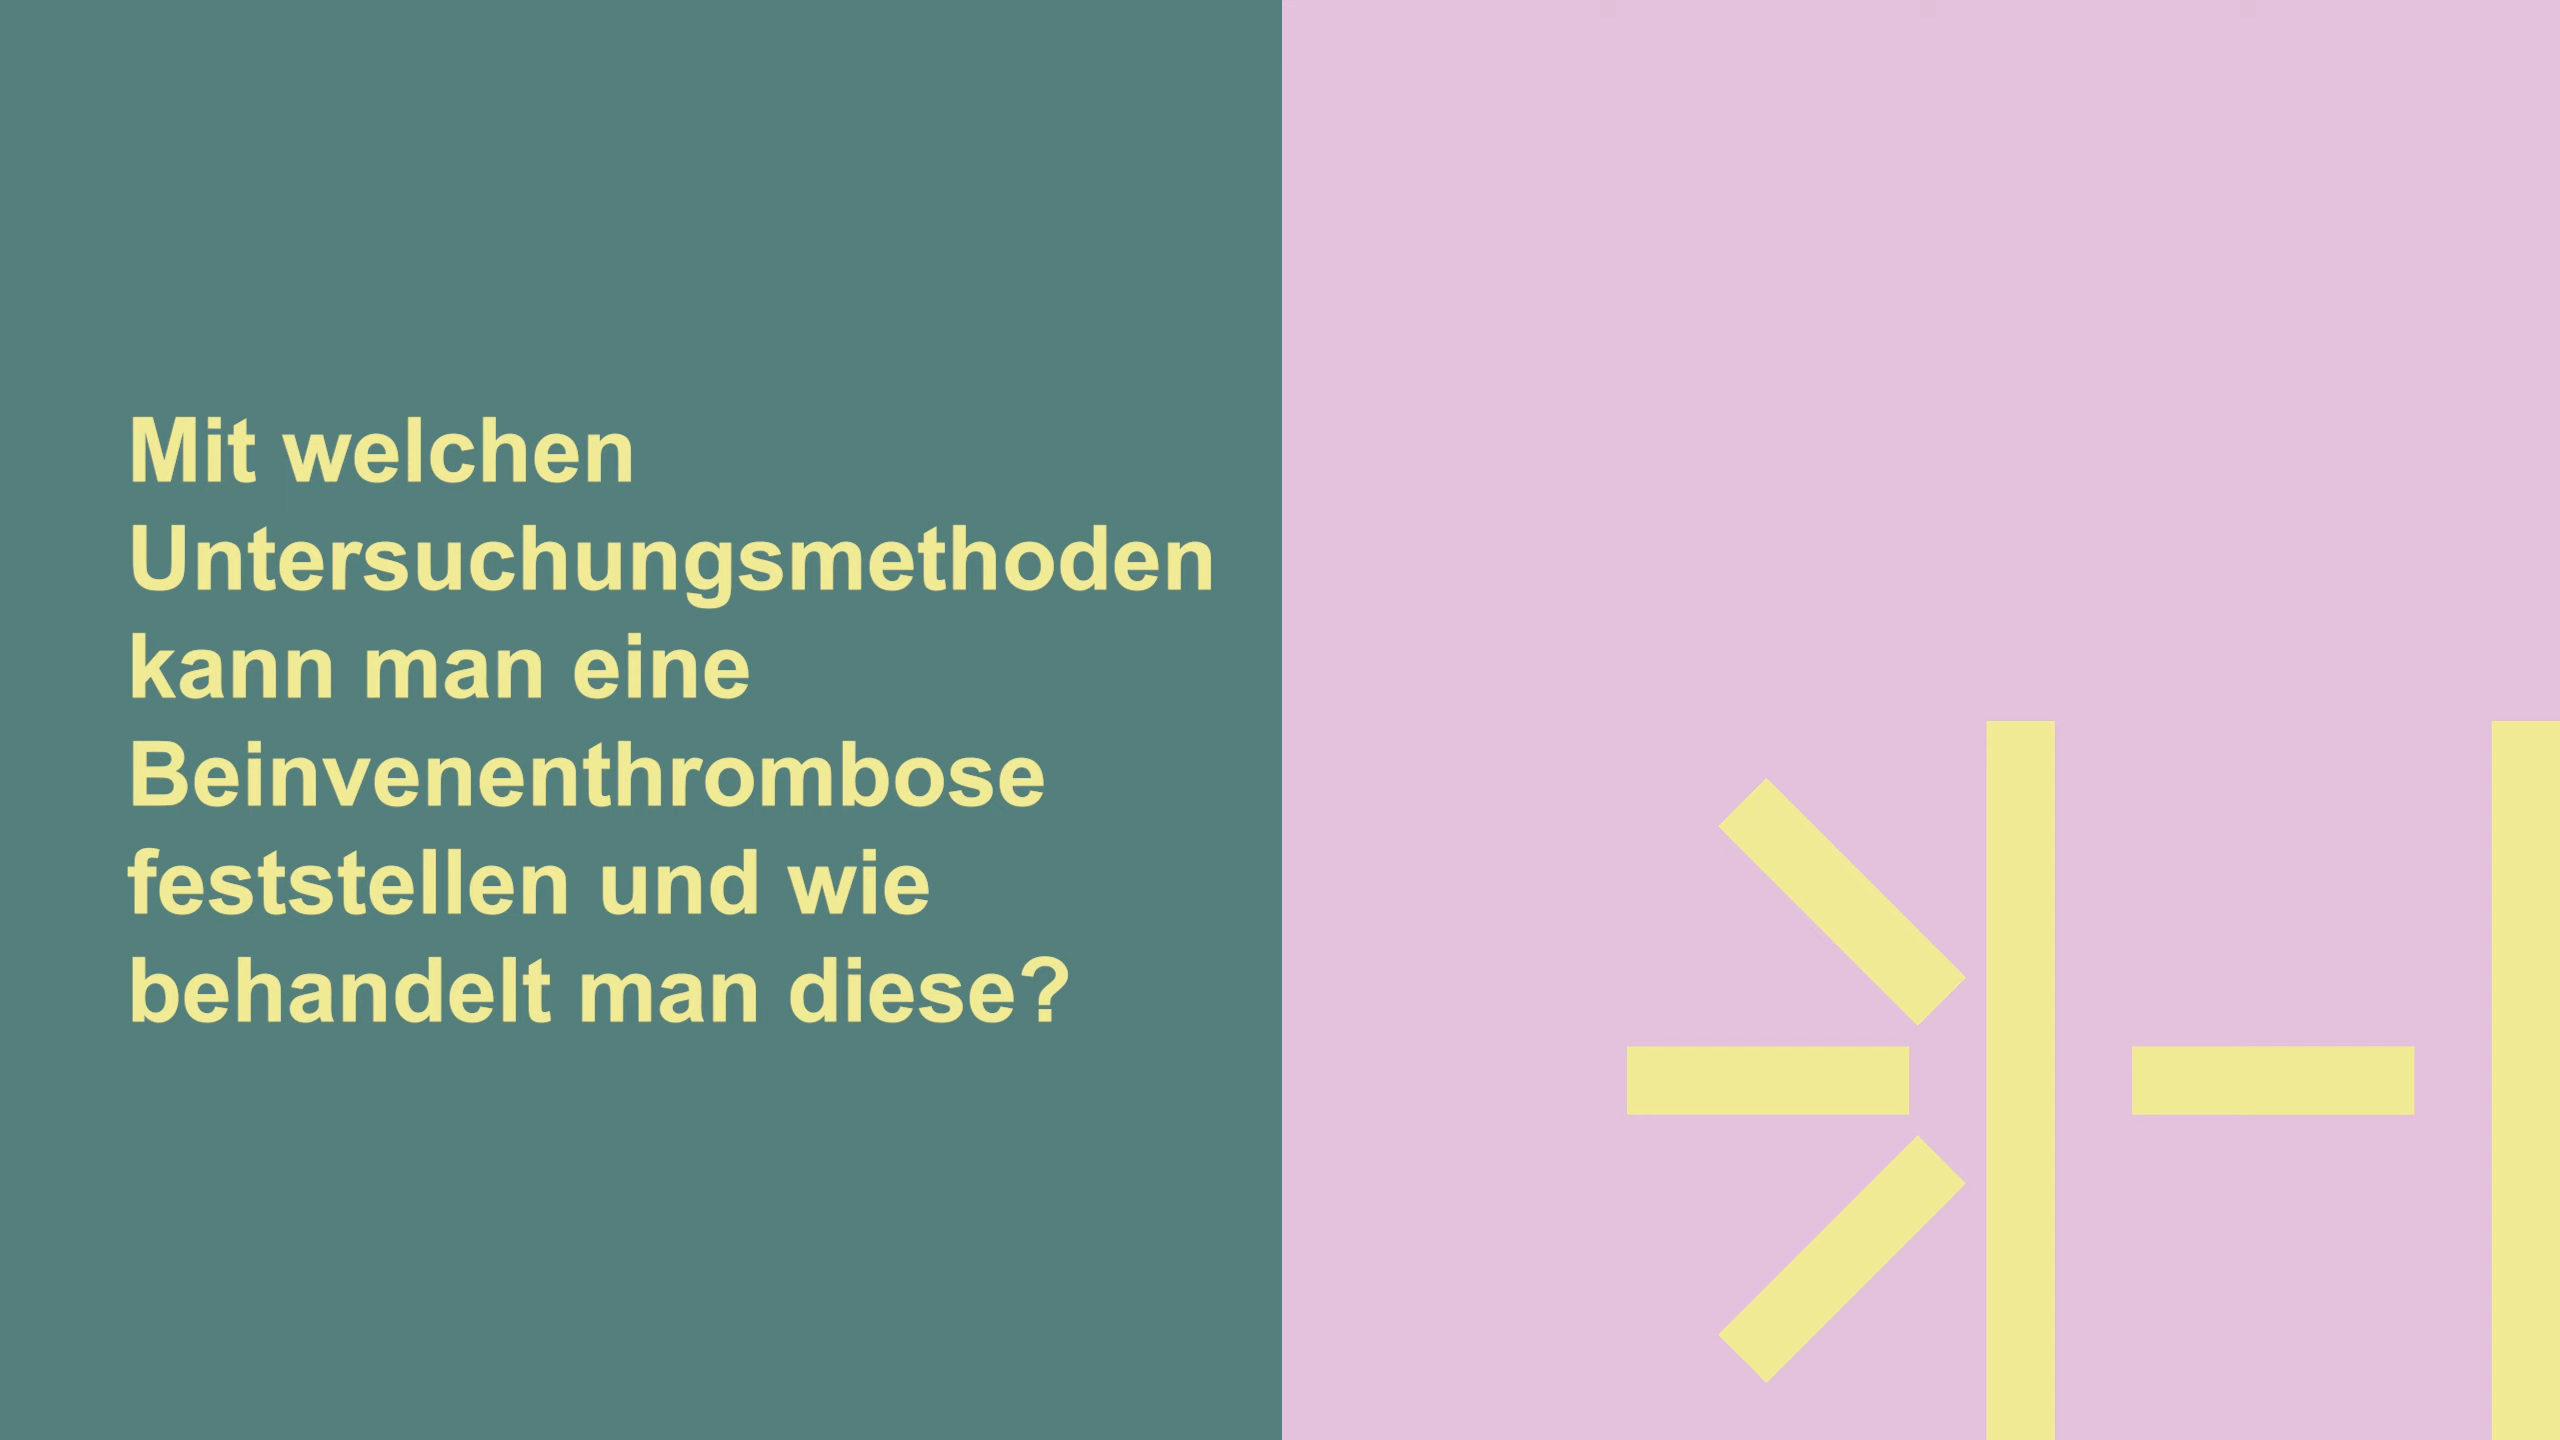 Mit welchen
Untersuchungsmethoden
kann man eine
Beinvenenthrombose
feststellen und wie
behandelt man diese?